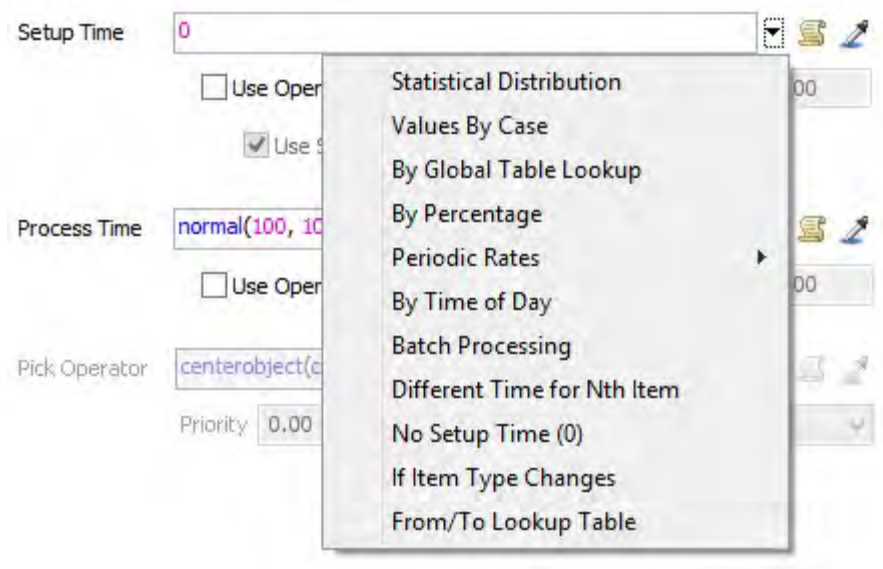 Setup Time 0
Statistical Distribution
Use Oper 00
Values By Case
Use
By Global Table Lookup
By Percentage
Process Time normal(100, 10
Periodic Rates
Use Oper 00
By Time of Day
Batch Processing
Pick Operator centerobject(c
Different Time for Nth Item
Priority 0.00
No Setup Time (0)
If Item Type Changes
From/To Lookup Table